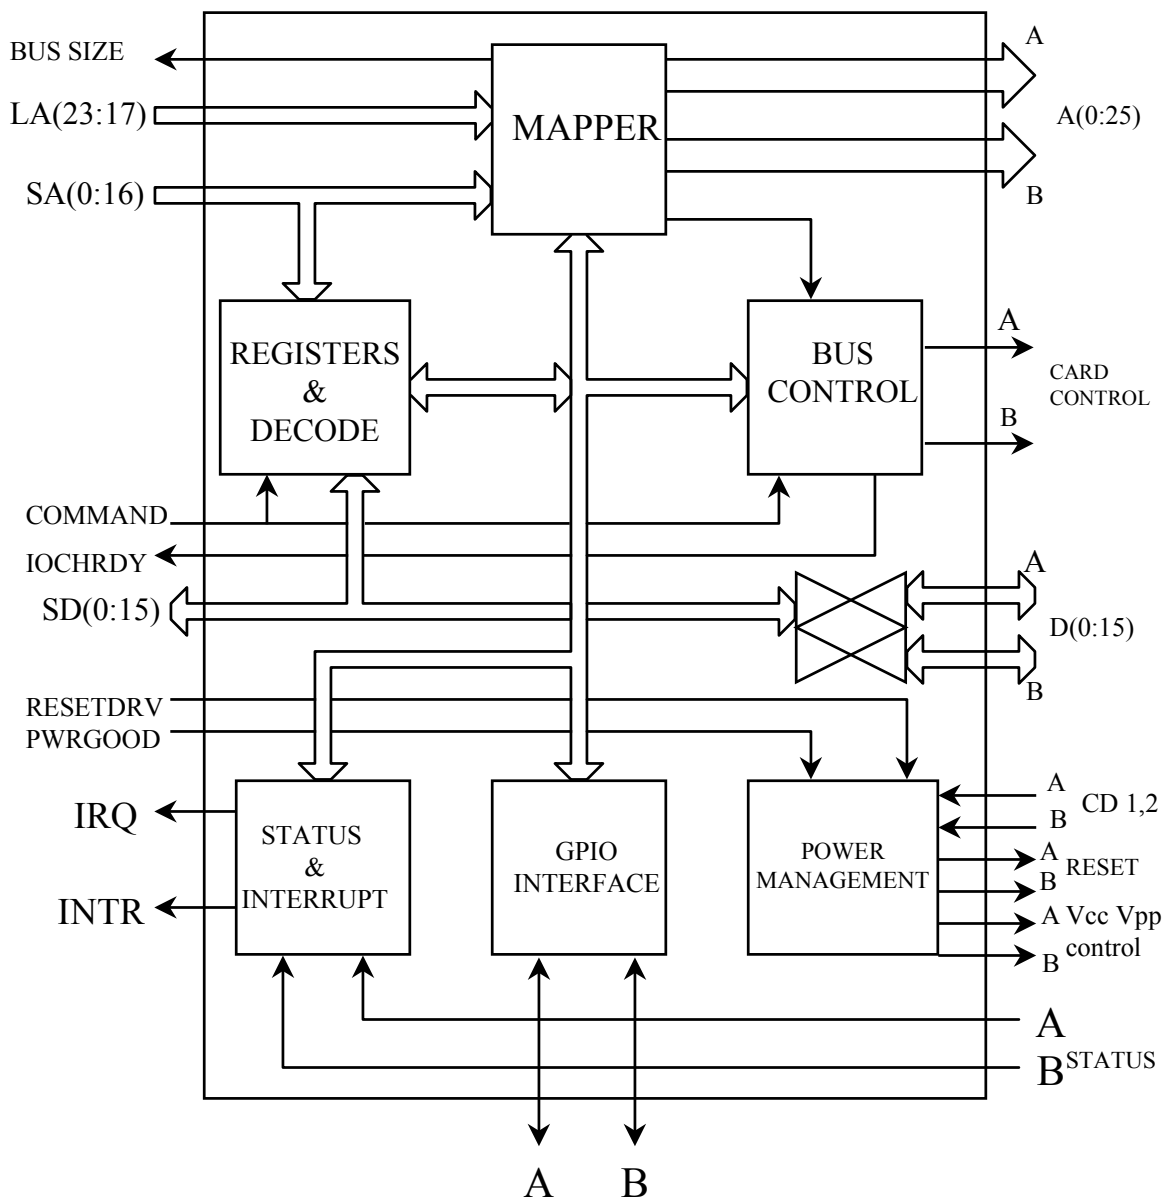 A
BUS SIZE
LA(23:17)
MAPPER
A(0:25)
SA(0:16)
B
REGISTERS
&
DECODE
BUS
CONTROL
A
CARD
CONTROL
B
COMMAND
IOCHRDY
A
SD(0:15)
D(0:15)
B
RESETDRV
PWRGOOD
A
CD 1,2
B
IRQ
STATUS
&
INTERRUPT
GPIO
INTERFACE
POWER
MANAGEMENT
A
RESET
B
INTR
A
Vcc Vpp
control
B
A
B
STATUS
A
B